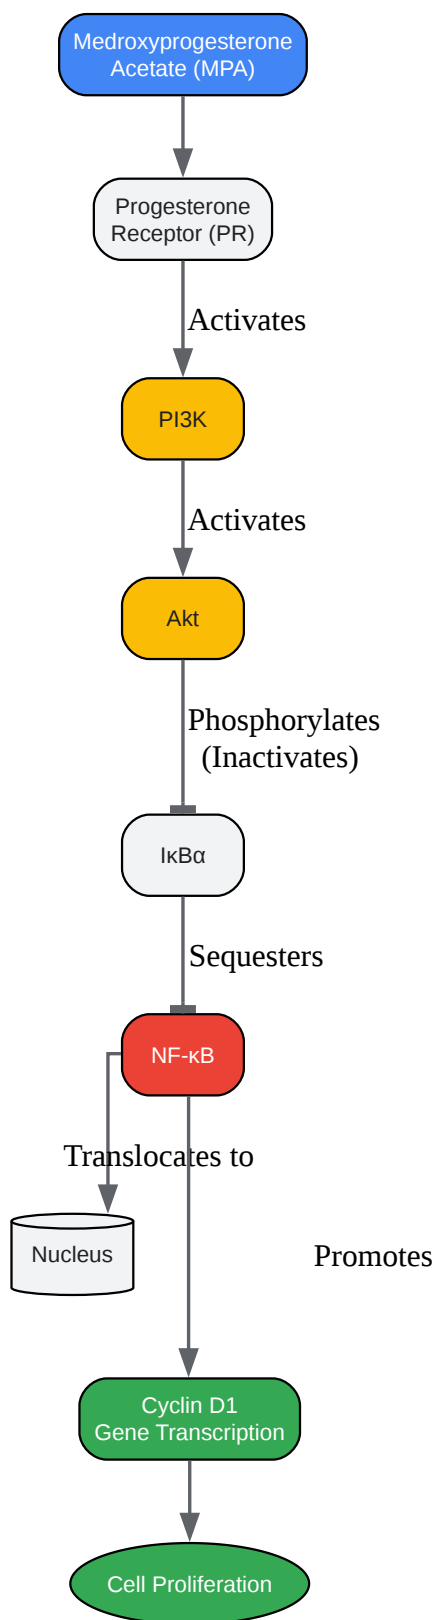 Medroxyprogesterone
Acetate (MPA)
Progesterone
Receptor (PR)
Activates
PI3K
Activates
Akt
Phosphorylates
(Inactivates)
IκBα
Sequesters
NF-κB
Translocates to
Nucleus
Promotes
Cyclin D1
Gene Transcription
Cell Proliferation